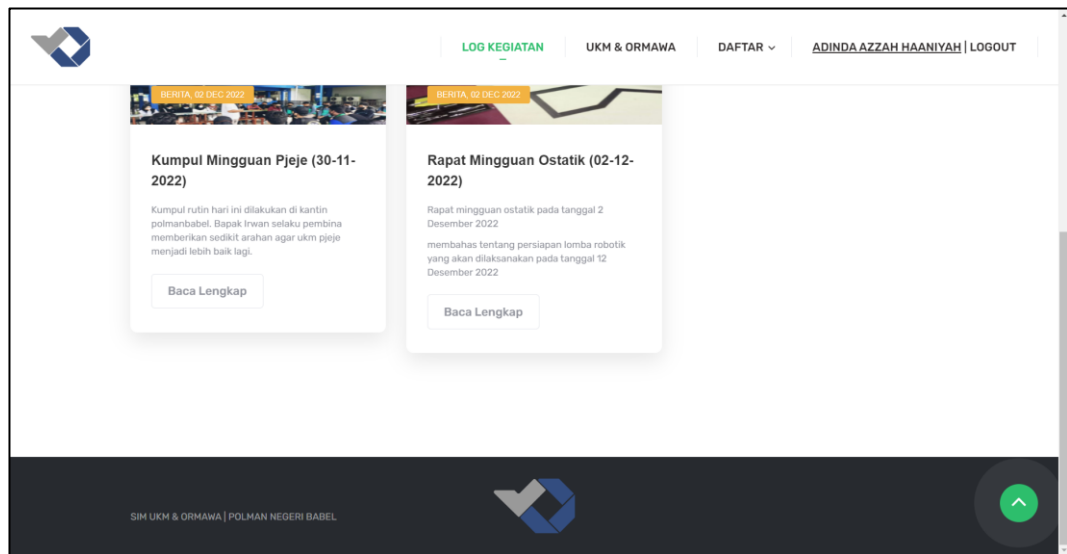 LOG KEGIATAN
UKM & ORMAWA
DAFTAR
ADINDA AZZAH HAANIYAH | LOGOUT
BERITA, 02 DEC 2022
Kumpul Mingguan Pjeje (30-11-
2022)
Kumpul rutin hari ini dilakukan di kantin
polmanbabel. Bapak Irwan selaku pembina
memberikan sedikit arahan agar ukm pjeje
menjadi lebih baik lagi.
Baca Lengkap
BERITA, 02 DEC 2022
Rapat Mingguan Ostatik (02-12-
2022)
Rapat mingguan ostatik pada tanggal 2
Desember 2022
membahas tentang persiapan lomba robotik
yang akan dilaksanakan pada tanggal 12
Desember 2022
Baca Lengkap
SIM UKM & ORMAWA | POLMAN NEGERI BABEL